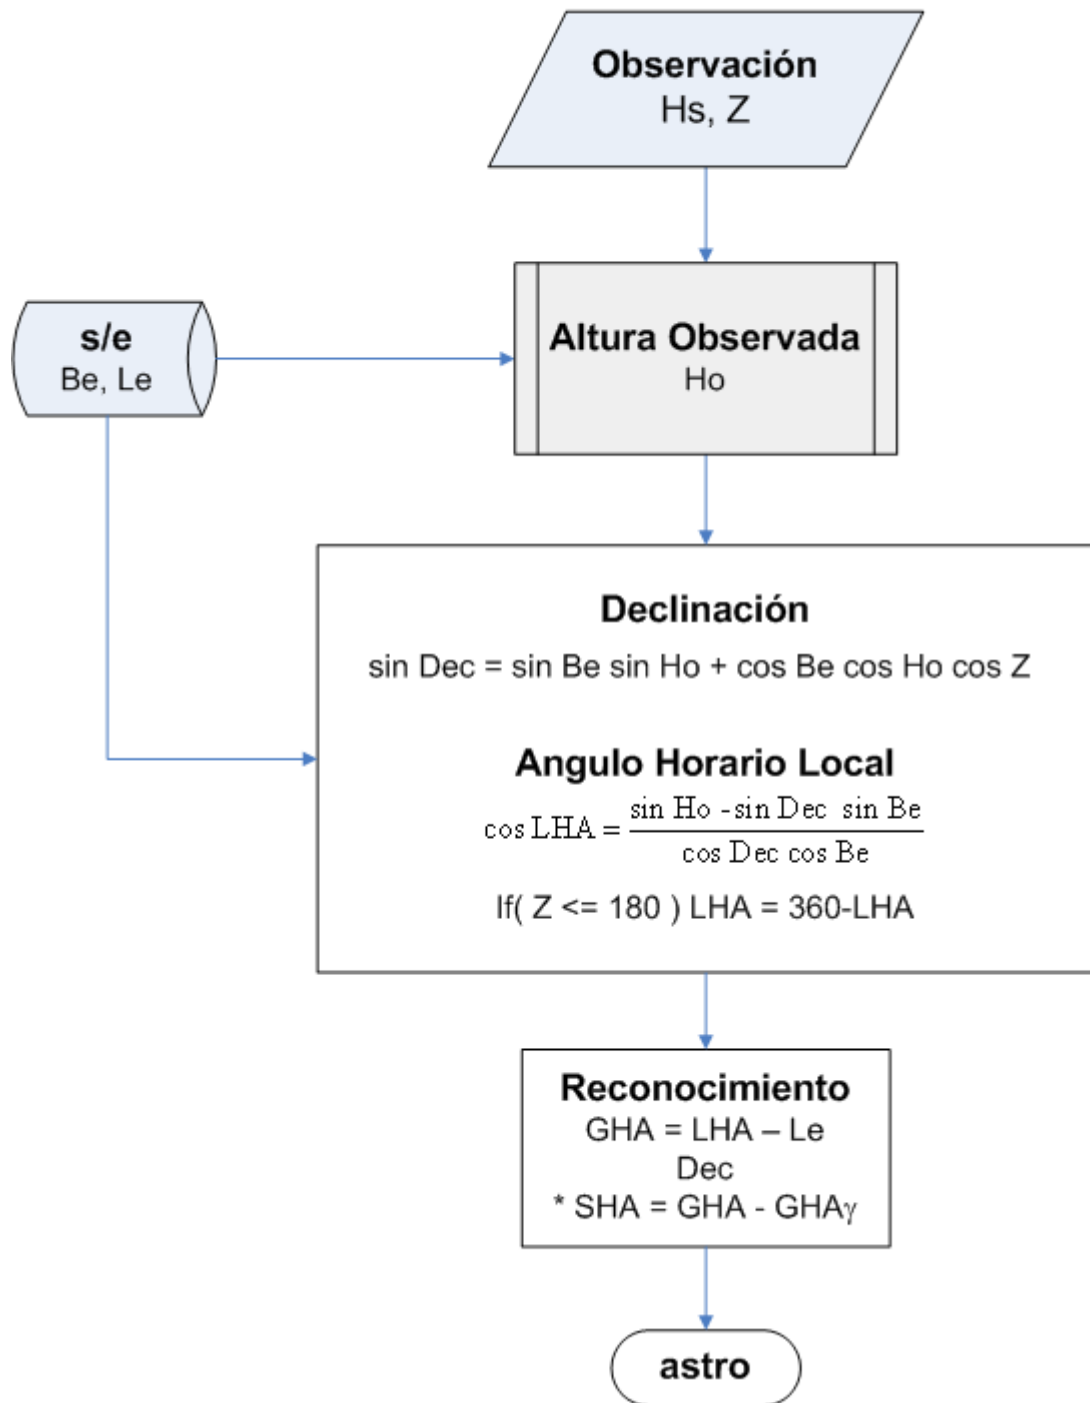 Observación
Hs, Z
s/e
Be, Le
Altura Observada
Ho
Declinación
sin Dec = sin Be sin Ho + cos Be cos Ho cos Z
Angulo Horario Local
cos LHA = sin Ho -sin Dec sin Be
cos Dec cos Be
If( Z <= 180 ) LHA = 360-LHA
Reconocimiento
GHA = LHA – Le
Dec
* SHA = GHA - GHAγ
astro